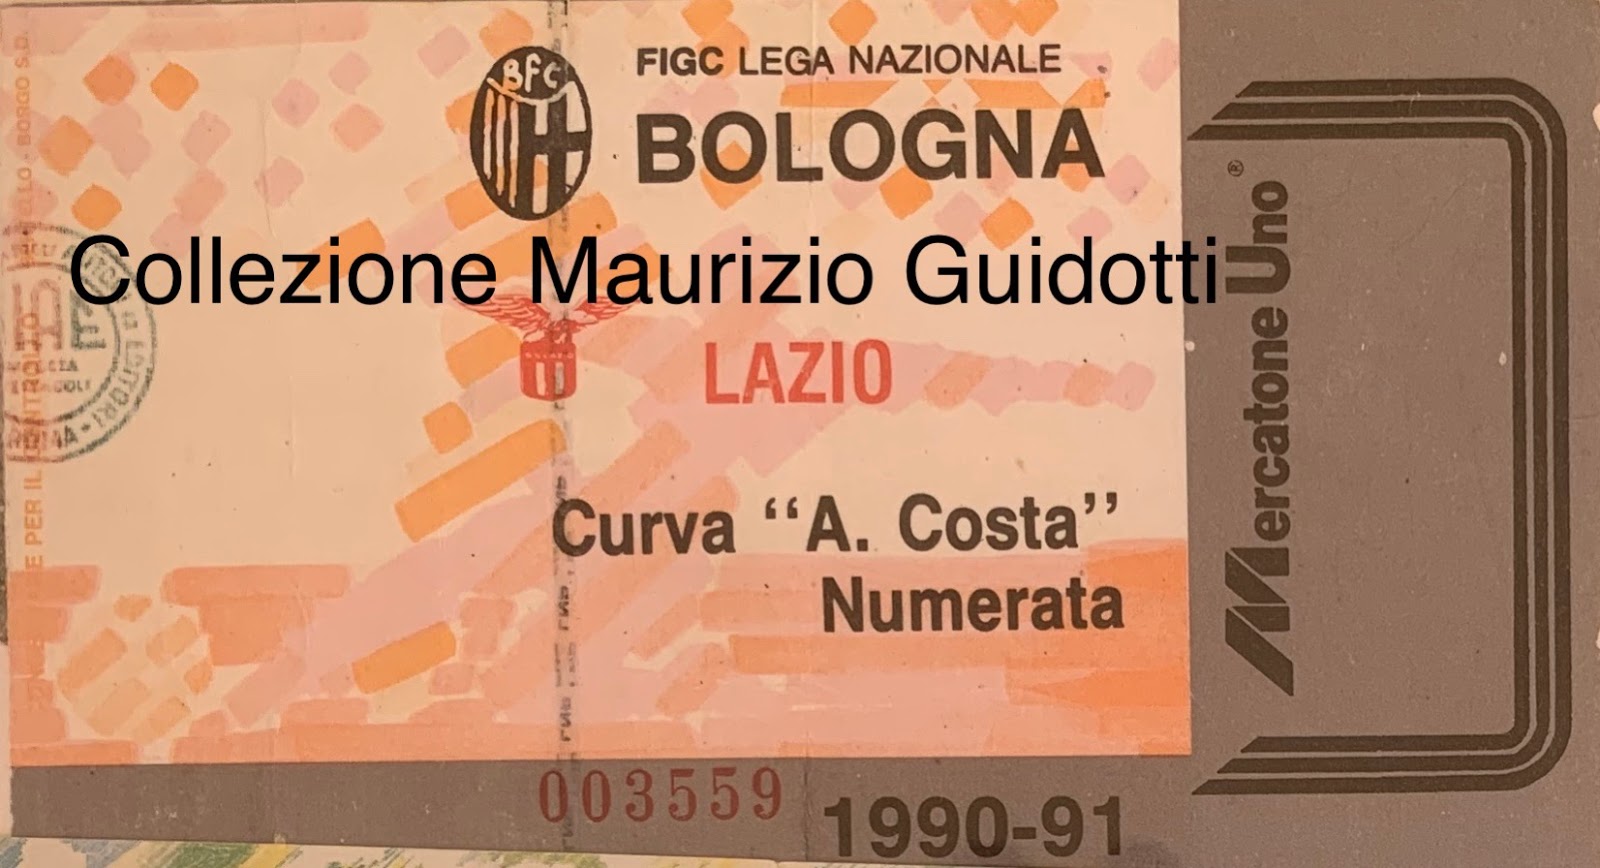 BFC
FIGC LEGA NAZIONALE
BOLOGNA
Collezione Maurizio Guidotti
LAZIO
Curva “A. Costa”
Numerata
003559
1990-91
Mercatone Uno®